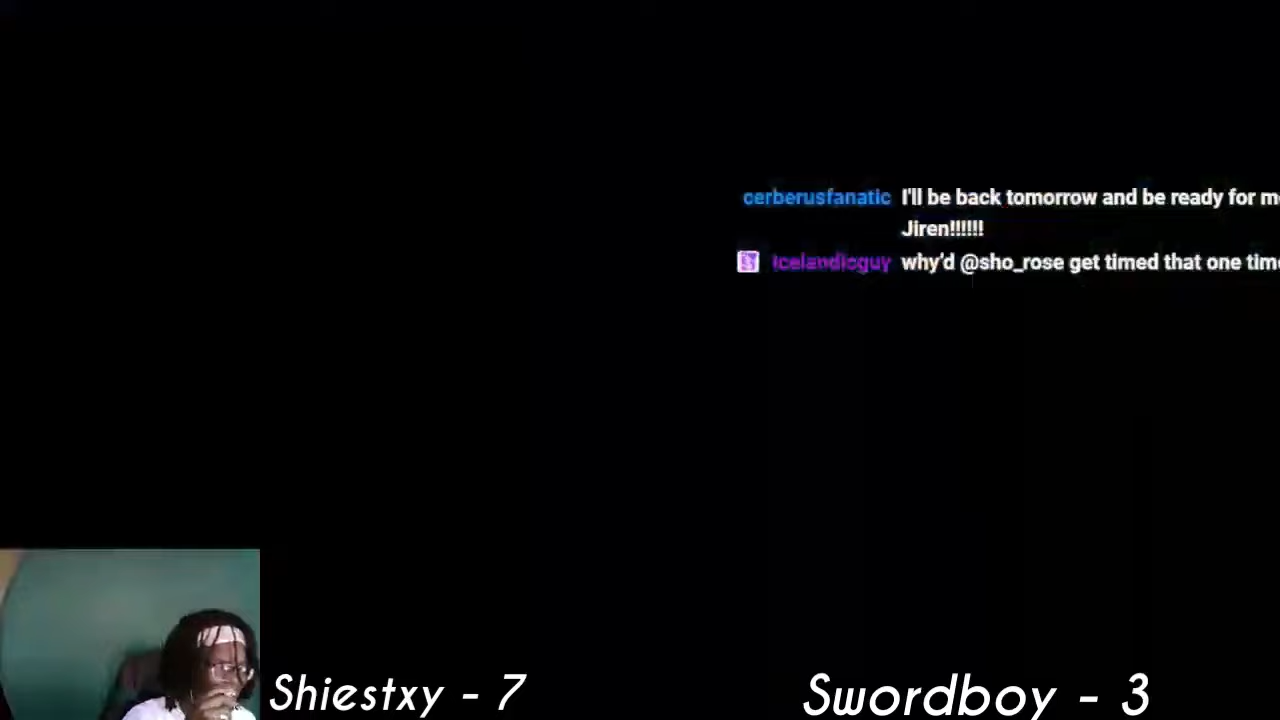 cerberusfanatic I'll be back tomorrow and be ready for
Jiren!!!!!!
icelandicguy why'd @sho_rose get timed that one
Shiestxy - 7
Swordboy - 3